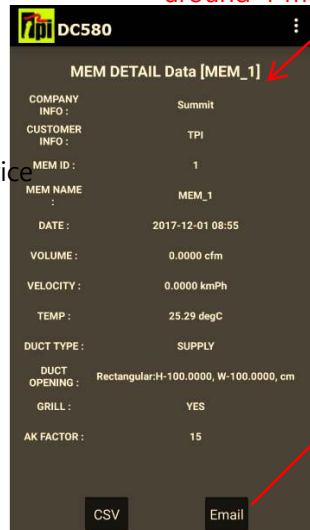 tpi DC580
MEM DETAIL Data [MEM_1]
COMPANY
INFO :
Summit
CUSTOMER
INFO :
TPI
MEM ID :
1
MEM NAME
:
MEM_1
DATE :
2017-12-01 08:55
VOLUME :
0.0000 cfm
VELOCITY :
0.0000 kmPh
TEMP :
25.29 degC
DUCT TYPE :
SUPPLY
DUCT
OPENING :
Rectangular:H-100.0000, W-100.0000, cm
GRILL :
YES
AK FACTOR :
15
CSV
Email